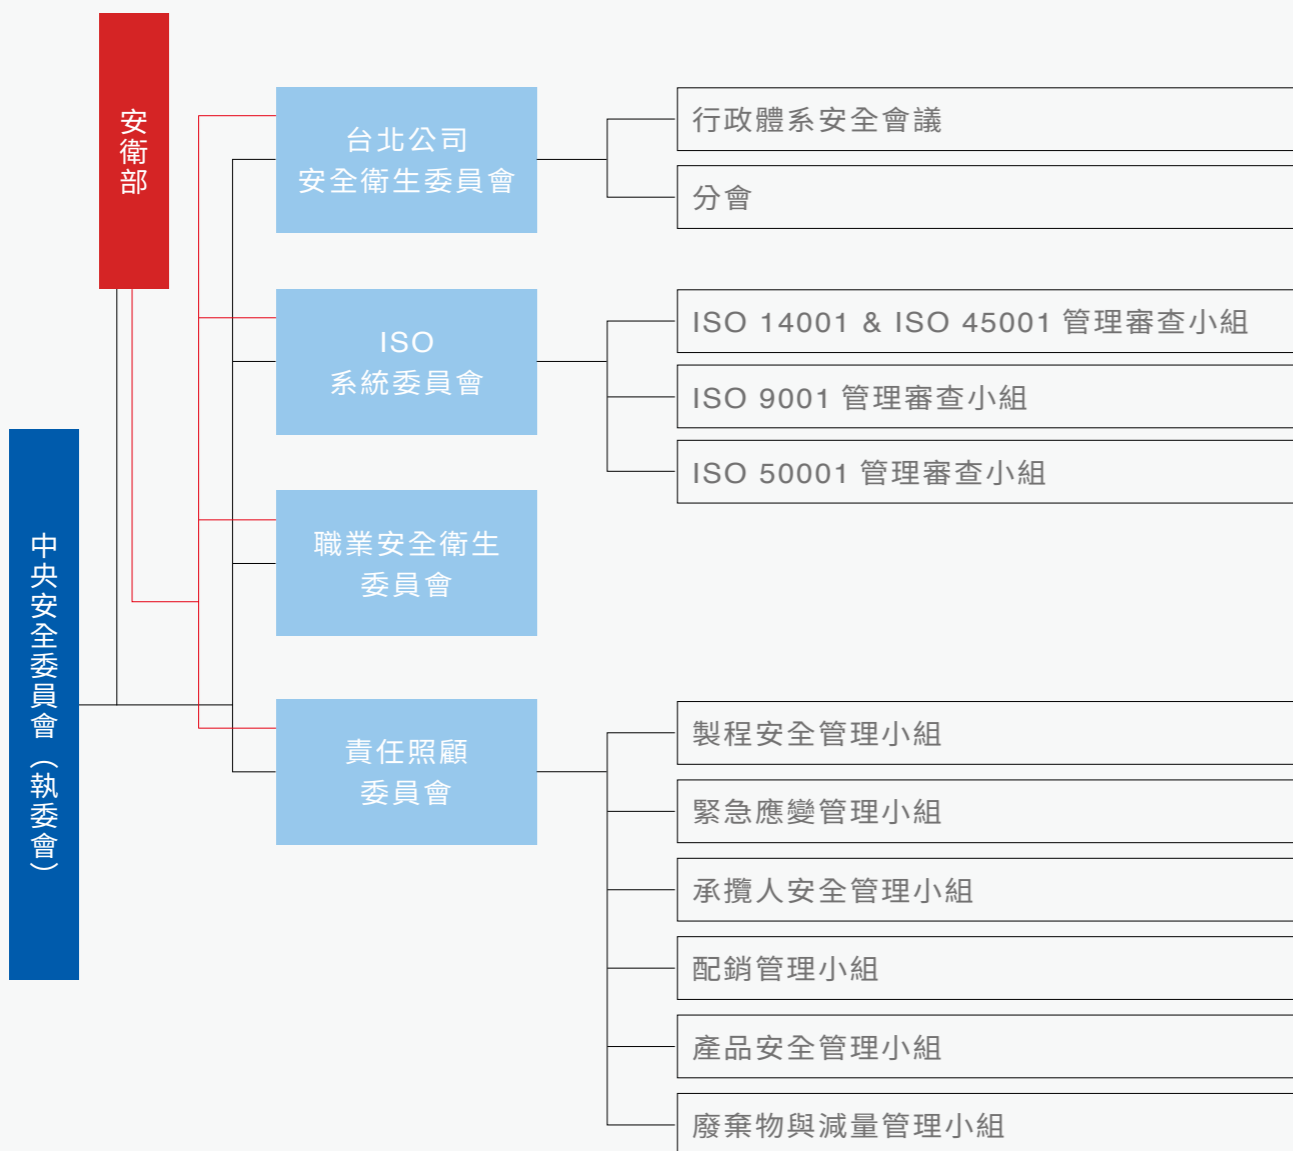 安衛部
中央安全委員會（執委會）
台北公司
安全衛生委員會
行政體系安全會議
分會
ISO
系統委員會
ISO 14001 & ISO 45001 管理審查小組
ISO 9001 管理審查小組
ISO 50001 管理審查小組
職業安全衛生
委員會
責任照顧
委員會
製程安全管理小組
緊急應變管理小組
承攬人安全管理小組
配銷管理小組
產品安全管理小組
廢棄物與減量管理小組